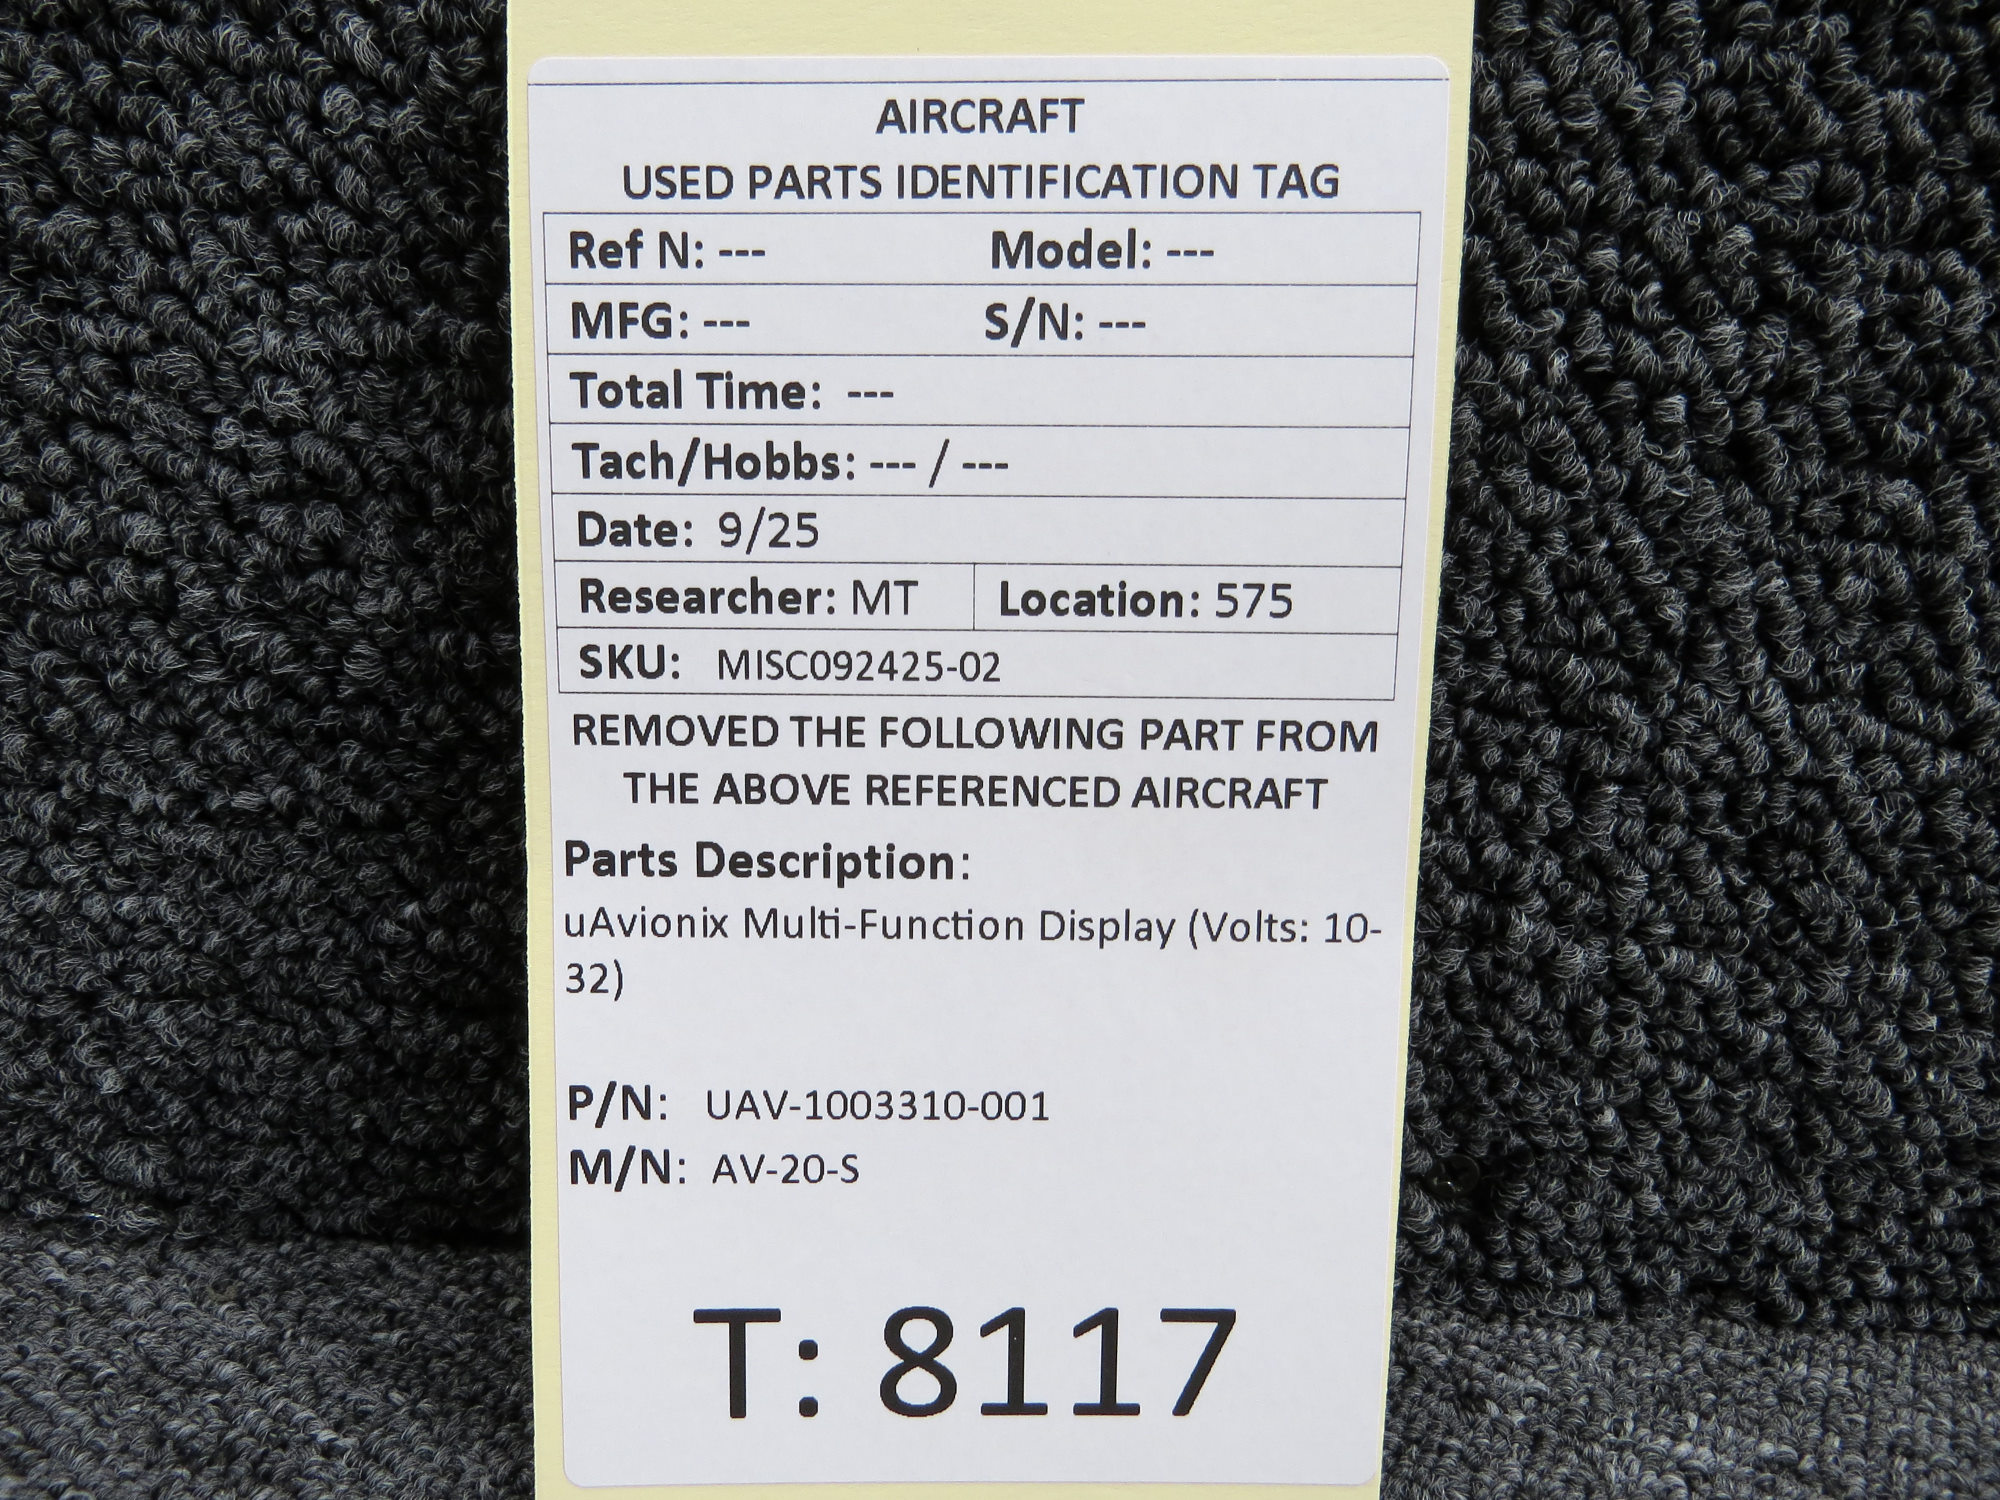 AIRCRAFT
USED PARTS IDENTIFICATION TAG
Ref N: --- Model: ---
MFG: --- S/N: ---
Total Time: ---
Tach/Hobbs: --- / ---
Date: 9/25
Researcher: MT Location: 575
SKU: MISC092425-02
REMOVED THE FOLLOWING PART FROM
THE ABOVE REFERENCED AIRCRAFT
Parts Description:
uAvionix Multi-Function Display (Volts: 10-
32)
P/N: UAV-1003310-001
M/N: AV-20-S
T: 8117